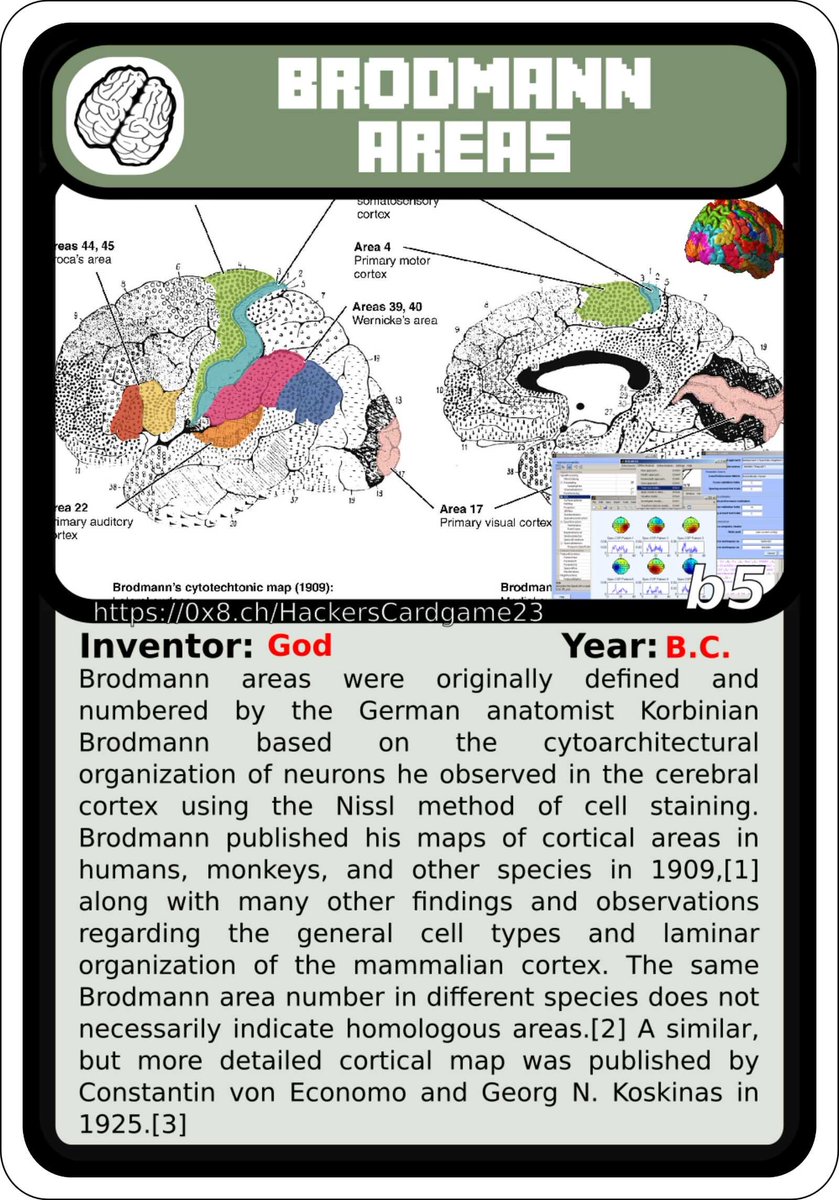 BRODMANN
AREAS
somatosensory
cortex
reas 44, 45
roca's area
Area 4
Primary motor
cortex
Areas 39, 40
Wernicke's area
rea 22
rimary auditory
ortex
Area 17
Primary visual cortex
Brodmann's cytotechtonic map (1909):
Brodmann
b5
https://0x8.ch/HackersCardgame23
Inventor: God
Year: B.C.
Brodmann areas were originally defined and
numbered by the German anatomist Korbinian
Brodmann based on the cytoarchitectural
organization of neurons he observed in the cerebral
cortex using the Nissl method of cell staining.
Brodmann published his maps of cortical areas in
humans, monkeys, and other species in 1909,[1]
along with many other findings and observations
regarding the general cell types and laminar
organization of the mammalian cortex. The same
Brodmann area number in different species does not
necessarily indicate homologous areas.[2] A similar,
but more detailed cortical map was published by
Constantin von Economo and Georg N. Koskinas in
1925.[3]